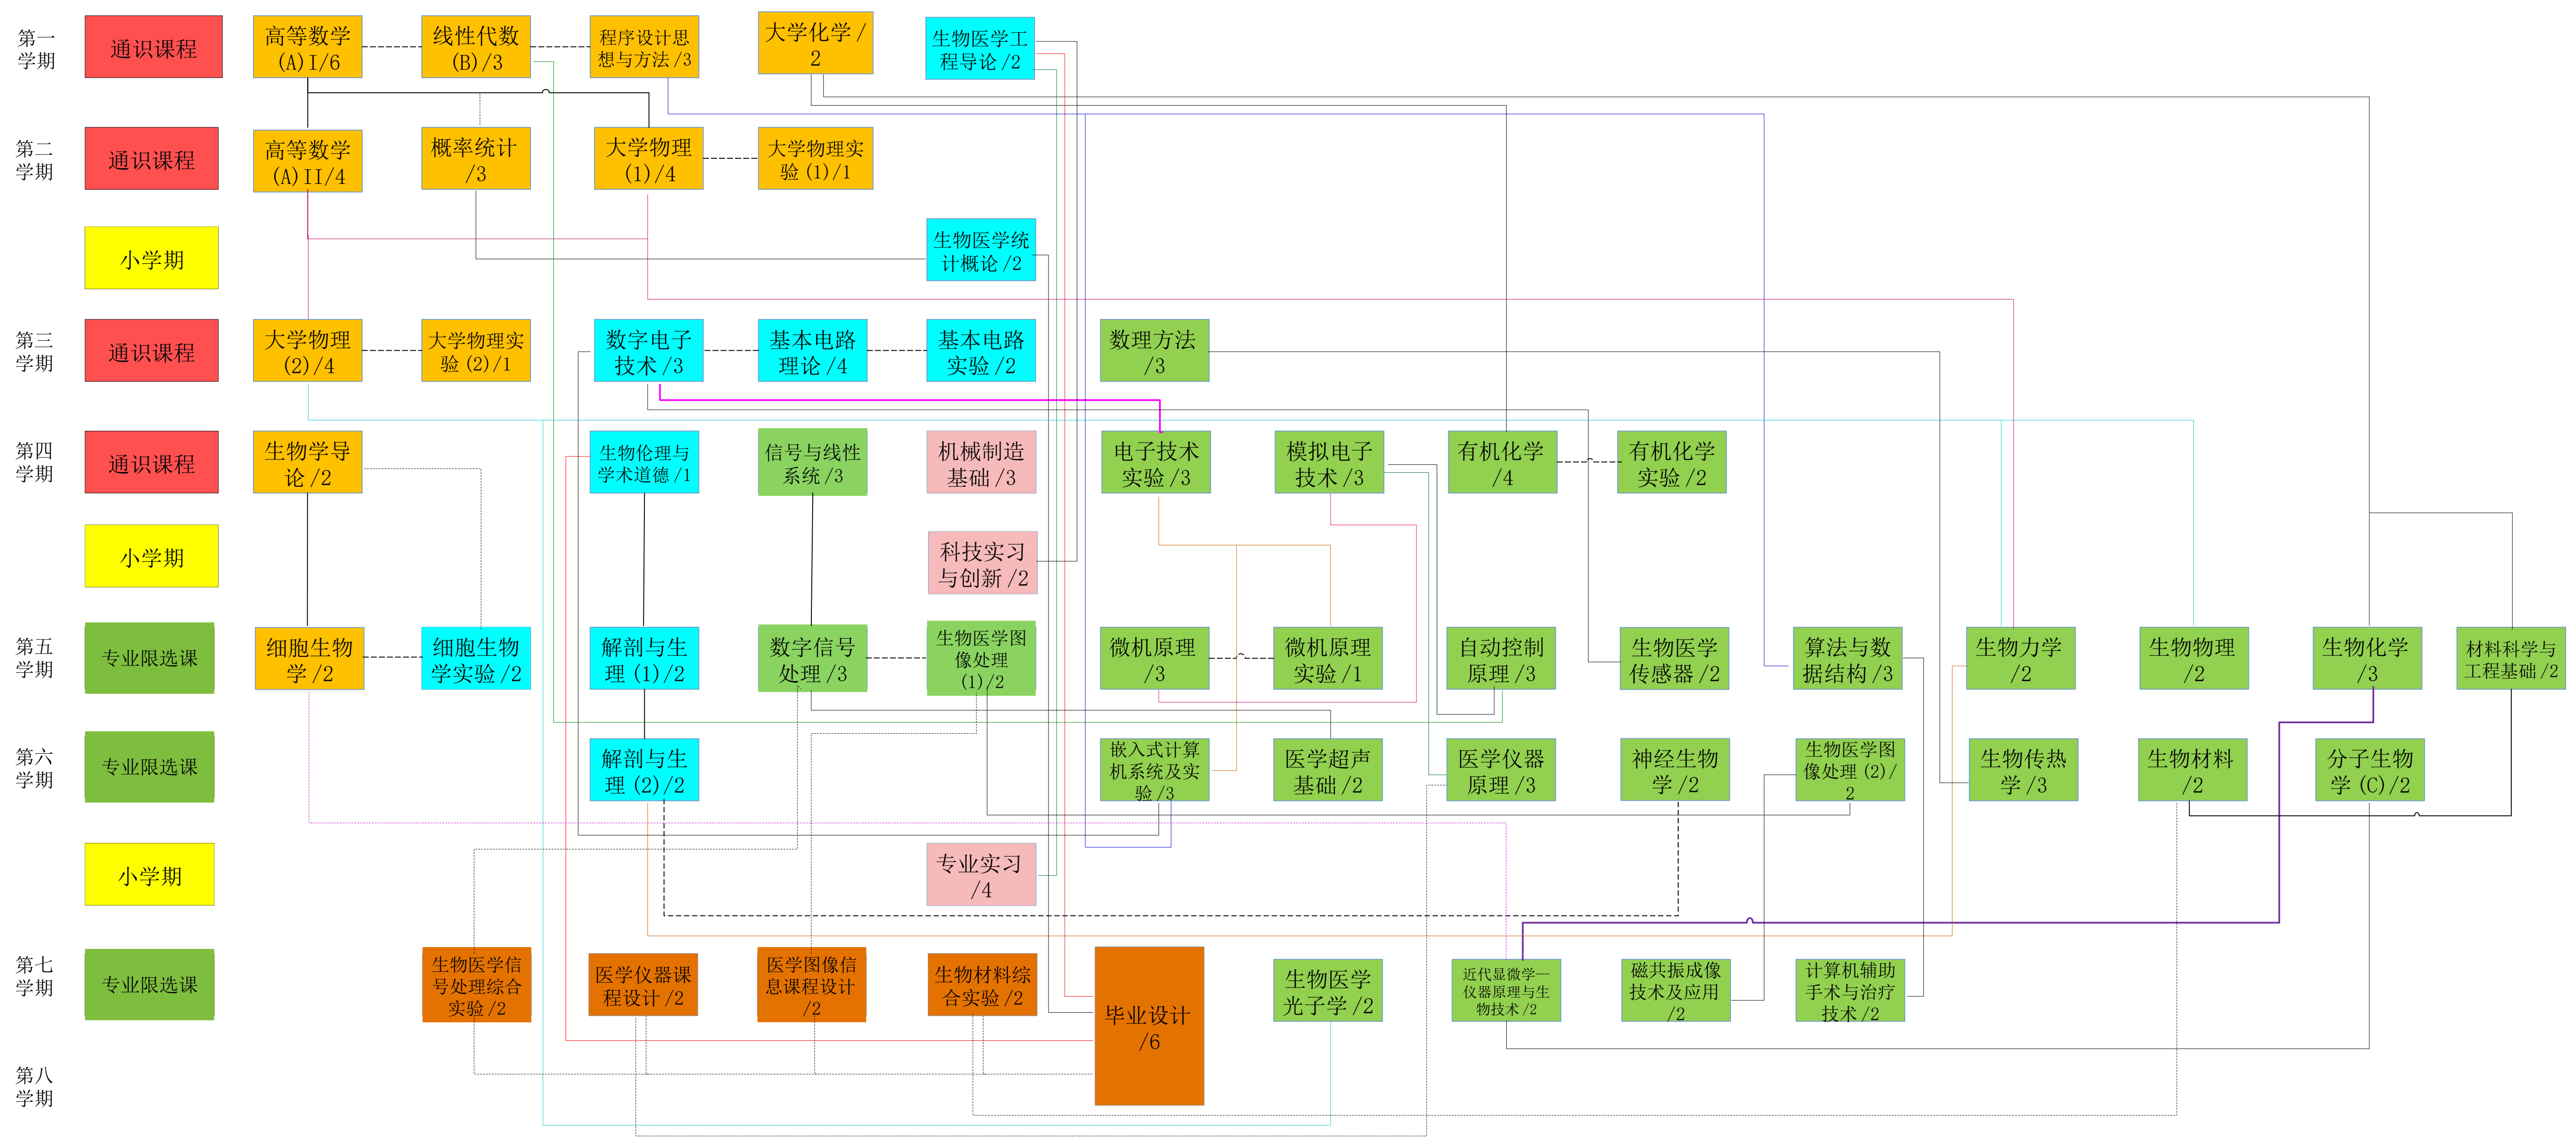 第一
学期
通识课程
高等数学
(A)I/6
线性代数
(B)/3
程序设计思
想与方法/3
大学化学/
2
生物医学工
程导论/2
第二
学期
通识课程
高等数学
(A)II/4
概率统计
/3
大学物理
(1)/4
大学物理实
验(1)/1
小学期
生物医学统
计概论/2
第三
学期
通识课程
大学物理
(2)/4
大学物理实
验(2)/1
数字电子
技术/3
基本电路
理论/4
基本电路
实验/2
数理方法
/3
第四
学期
通识课程
生物学导
论/2
生物伦理与
学术道德/1
信号与线性
系统/3
机械制造
基础/3
电子技术
实验/3
模拟电子
技术/3
有机化学
/4
有机化学
实验/2
小学期
科技实习
与创新/2
第五
学期
专业限选课
细胞生物
学/2
细胞生物
学实验/2
解剖与生
理(1)/2
数字信号
处理/3
生物医学图
像处理
(1)/2
微机原理
/3
微机原理
实验/1
自动控制
原理/3
生物医学
传感器/2
算法与数
据结构/3
生物力学
/2
生物物理
/2
生物化学
/3
材料科学与
工程基础/2
第六
学期
专业限选课
解剖与生
理(2)/2
嵌入式计算
机系统及实
验/3
医学超声
基础/2
医学仪器
原理/3
神经生物
学/2
生物医学图
像处理(2)/
2
生物传热
学/3
生物材料
/2
分子生物
学(C)/2
小学期
专业实习
/4
第七
学期
专业限选课
生物医学信
号处理综合
实验/2
医学仪器课
程设计/2
医学图像信
息课程设计
/2
生物材料综
合实验/2
毕业设计
/6
生物医学
光子学/2
近代显微学—
仪器原理与生
物技术/2
磁共振成像
技术及应用
/2
计算机辅助
手术与治疗
技术/2
第八
学期